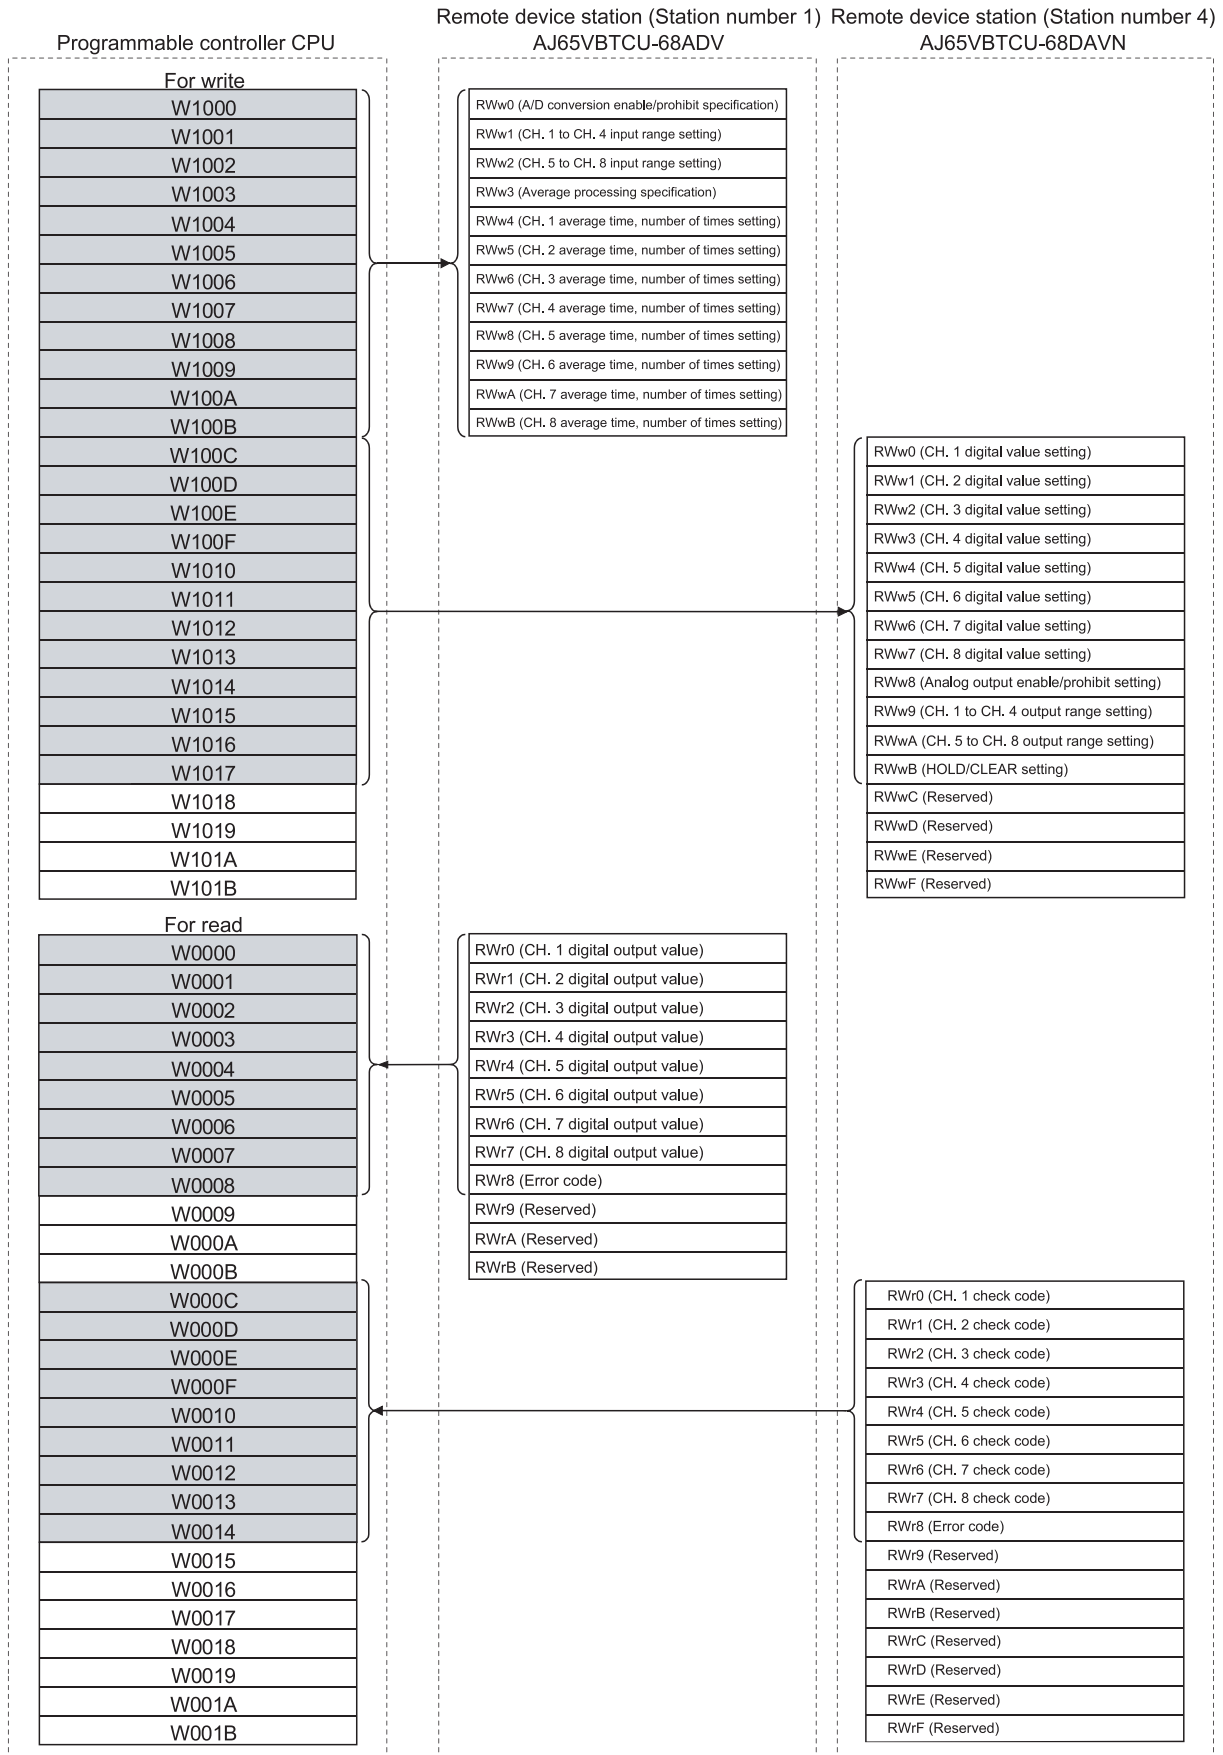 Remote device station (Station number 1) Remote device station (Station number 4)
Programmable controller CPU AJ65VBTCU-68ADV AJ65VBTCU-68DAVN
For write
W1000
W1001
W1002
W1003
W1004
W1005
W1006
W1007
W1008
W1009
W100A
W100B
W100C
W100D
W100E
W100F
W1010
W1011
W1012
W1013
W1014
W1015
W1016
W1017
W1018
W1019
W101A
W101B
RWw0 (A/D conversion enable/prohibit specification)
RWw1 (CH. 1 to CH. 4 input range setting)
RWw2 (CH. 5 to CH. 8 input range setting)
RWw3 (Average processing specification)
RWw4 (CH. 1 average time, number of times setting)
RWw5 (CH. 2 average time, number of times setting)
RWw6 (CH. 3 average time, number of times setting)
RWw7 (CH. 4 average time, number of times setting)
RWw8 (CH. 5 average time, number of times setting)
RWw9 (CH. 6 average time, number of times setting)
RWwA (CH. 7 average time, number of times setting)
RWwB (CH. 8 average time, number of times setting)
RWw0 (CH. 1 digital value setting)
RWw1 (CH. 2 digital value setting)
RWw2 (CH. 3 digital value setting)
RWw3 (CH. 4 digital value setting)
RWw4 (CH. 5 digital value setting)
RWw5 (CH. 6 digital value setting)
RWw6 (CH. 7 digital value setting)
RWw7 (CH. 8 digital value setting)
RWw8 (Analog output enable/prohibit setting)
RWw9 (CH. 1 to CH. 4 output range setting)
RWwA (CH. 5 to CH. 8 output range setting)
RWwB (HOLD/CLEAR setting)
RWwC (Reserved)
RWwD (Reserved)
RWwE (Reserved)
RWwF (Reserved)
For read
W0000
W0001
W0002
W0003
W0004
W0005
W0006
W0007
W0008
W0009
W000A
W000B
W000C
W000D
W000E
W000F
W0010
W0011
W0012
W0013
W0014
W0015
W0016
W0017
W0018
W0019
W001A
W001B
RWr0 (CH. 1 digital output value)
RWr1 (CH. 2 digital output value)
RWr2 (CH. 3 digital output value)
RWr3 (CH. 4 digital output value)
RWr4 (CH. 5 digital output value)
RWr5 (CH. 6 digital output value)
RWr6 (CH. 7 digital output value)
RWr7 (CH. 8 digital output value)
RWr8 (Error code)
RWr9 (Reserved)
RWrA (Reserved)
RWrB (Reserved)
RWr0 (CH. 1 check code)
RWr1 (CH. 2 check code)
RWr2 (CH. 3 check code)
RWr3 (CH. 4 check code)
RWr4 (CH. 5 check code)
RWr5 (CH. 6 check code)
RWr6 (CH. 7 check code)
RWr7 (CH. 8 check code)
RWr8 (Error code)
RWr9 (Reserved)
RWrA (Reserved)
RWrB (Reserved)
RWrC (Reserved)
RWrD (Reserved)
RWrE (Reserved)
RWrF (Reserved)